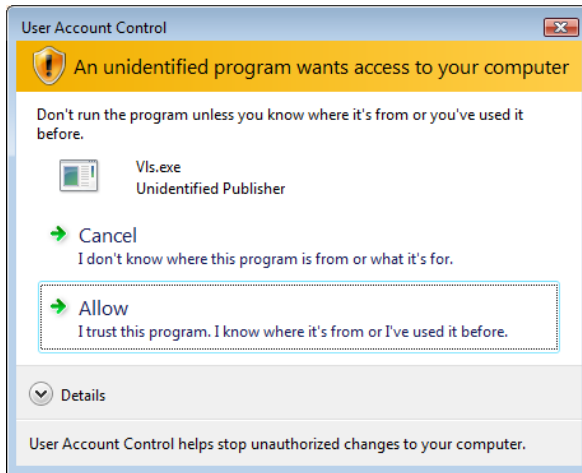 User Account Control
An unidentified program wants access to your computer
Don't run the program unless you know where it's from or you've used it
before.
Vls.exe
Unidentified Publisher
Cancel
I don't know where this program is from or what it's for.
Allow
I trust this program. I know where it's from or I've used it before.
Details
User Account Control helps stop unauthorized changes to your computer.